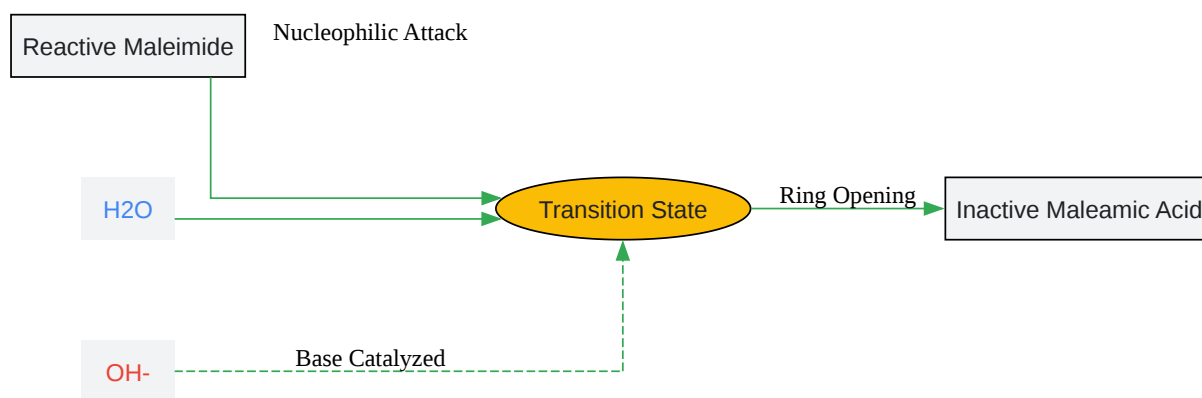 Reactive Maleimide
Nucleophilic Attack
H2O
Transition State
Ring Opening
Inactive Maleamic Acid
Base Catalyzed
OH-